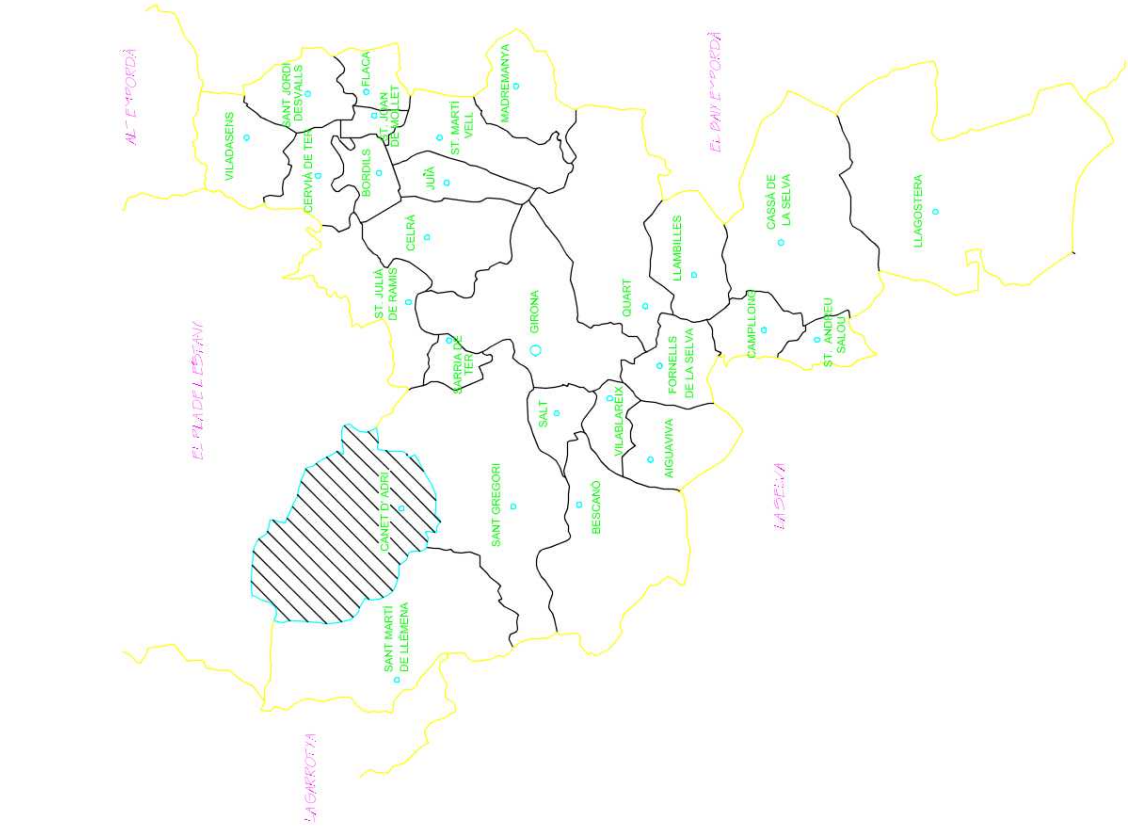 ALT EMPORDÀ
EL PLA DE L'ESTANY
VILADASENS
SANT JORDI
DESVALLS
LA GARROTXA
CERVIÀ DE TER
BORDILS
FLAÇÀ
ST. JOAN
DE MOLLET
ST. JULIÀ
DE RAMIS
CANET D' ADRI
SANT MARTÍ
DE LLÉMENA
CELRÀ
JUÏÀ
ST. MARTÍ
VELL
SARRIÀ DE
TER
SANT GREGORI
MADREMANYA
GIRONA
SALT
BESCANÓ
VILABLAREIX
QUART
AIGUAVIVA
FORNELLS
DE LA SELVA
LLAMBILLES
EL BAIX EMPORDÀ
CAMPLLONG
CASSÀ DE
LA SELVA
LA SELVA
ST. ANDREU
SALOU
LLAGOSTERA